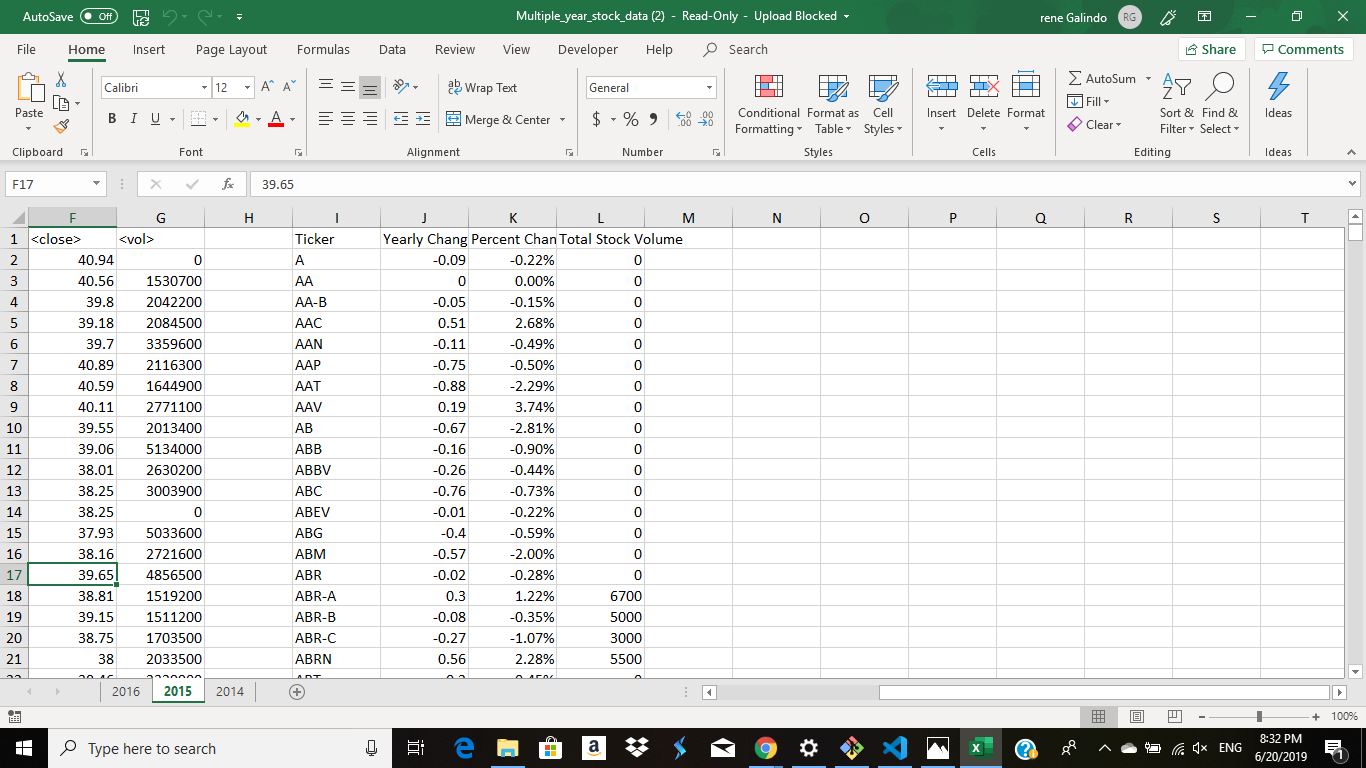 AutoSave Off Multiple_year_stock_data (2) - Read-Only - Upload Blocked rene Galindo RG
File Home Insert Page Layout Formulas Data Review View Developer Help Search Share Comments
Paste Calibri 12 A A ab Wrap Text General Conditional Formatting Format as Table Cell Styles Insert Delete Format AutoSum Fill Clear Sort & Filter Find & Select Ideas
B I U A Merge & Center $ % , .00 .00
Clipboard Font Alignment Number Styles Cells Editing Ideas
F17 fx 39.65
F G H I J K L M N O P Q R S T
1 <close> <vol> Ticker Yearly Chang Percent Chan Total Stock Volume
2 40.94 0 A -0.09 -0.22% 0
3 40.56 1530700 AA 0 0.00% 0
4 39.8 2042200 AA-B -0.05 -0.15% 0
5 39.18 2084500 AAC 0.51 2.68% 0
6 39.7 3359600 AAN -0.11 -0.49% 0
7 40.89 2116300 AAP -0.75 -0.50% 0
8 40.59 1644900 AAT -0.88 -2.29% 0
9 40.11 2771100 AAV 0.19 3.74% 0
10 39.55 2013400 AB -0.67 -2.81% 0
11 39.06 5134000 ABB -0.16 -0.90% 0
12 38.01 2630200 ABBV -0.26 -0.44% 0
13 38.25 3003900 ABC -0.76 -0.73% 0
14 38.25 0 ABEV -0.01 -0.22% 0
15 37.93 5033600 ABG -0.4 -0.59% 0
16 38.16 2721600 ABM -0.57 -2.00% 0
17 39.65 4856500 ABR -0.02 -0.28% 0
18 38.81 1519200 ABR-A 0.3 1.22% 6700
19 39.15 1511200 ABR-B -0.08 -0.35% 5000
20 38.75 1703500 ABR-C -0.27 -1.07% 3000
21 38 2033500 ABRN 0.56 2.28% 5500
2016 2015 2014
100%
Type here to search ENG 8:32 PM
6/20/2019 1